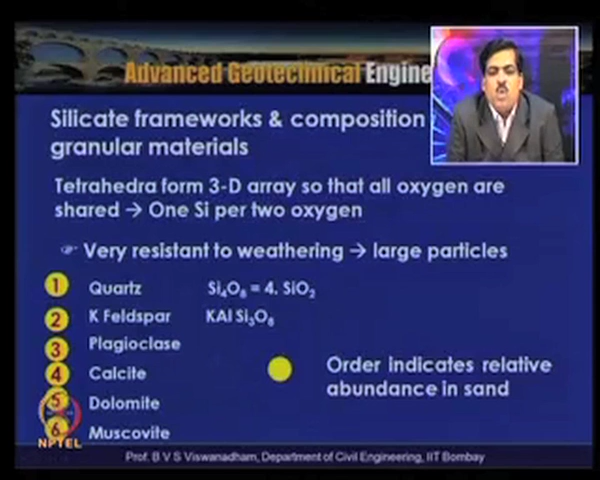 Advanced Geotechnical Engine
Silicate frameworks & composition
granular materials
Tetrahedra form 3-D array so that all oxygen are
shared → One Si per two oxygen
☞ Very resistant to weathering → large particles
1 Quartz Si₄O₈ = 4. SiO₂
2 K Feldspar KAl Si₃O₈
3 Plagioclase
4 Calcite
5 Dolomite
6 Muscovite
Order indicates relative
abundance in sand
NPTEL
Prof. B V S Viswanadham, Department of Civil Engineering, IIT Bombay